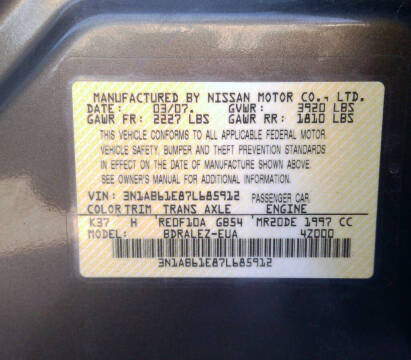 MANUFACTURED BY NISSAN MOTOR CO., LTD.
DATE: 03/07. GVWR: 3920 LBS
GAWR FR: 2227 LBS GAWR RR: 1810 LBS
THIS VEHICLE CONFORMS TO ALL APPLICABLE FEDERAL MOTOR
VEHICLE SAFETY, BUMPER AND THEFT PREVENTION STANDARDS
IN EFFECT ON THE DATE OF MANUFACTURE SHOWN ABOVE.
SEE OWNER'S MANUAL FOR ADDITIONAL INFORMATION.
VIN: 3N1AB61E87L685912 PASSENGER CAR
COLOR TRIM TRANS AXLE ENGINE
K37 H RE0F10A GB54 MR20DE 1997 CC
MODEL: BDRALEZ-EUA 4Z000
3N1AB61E87L685912